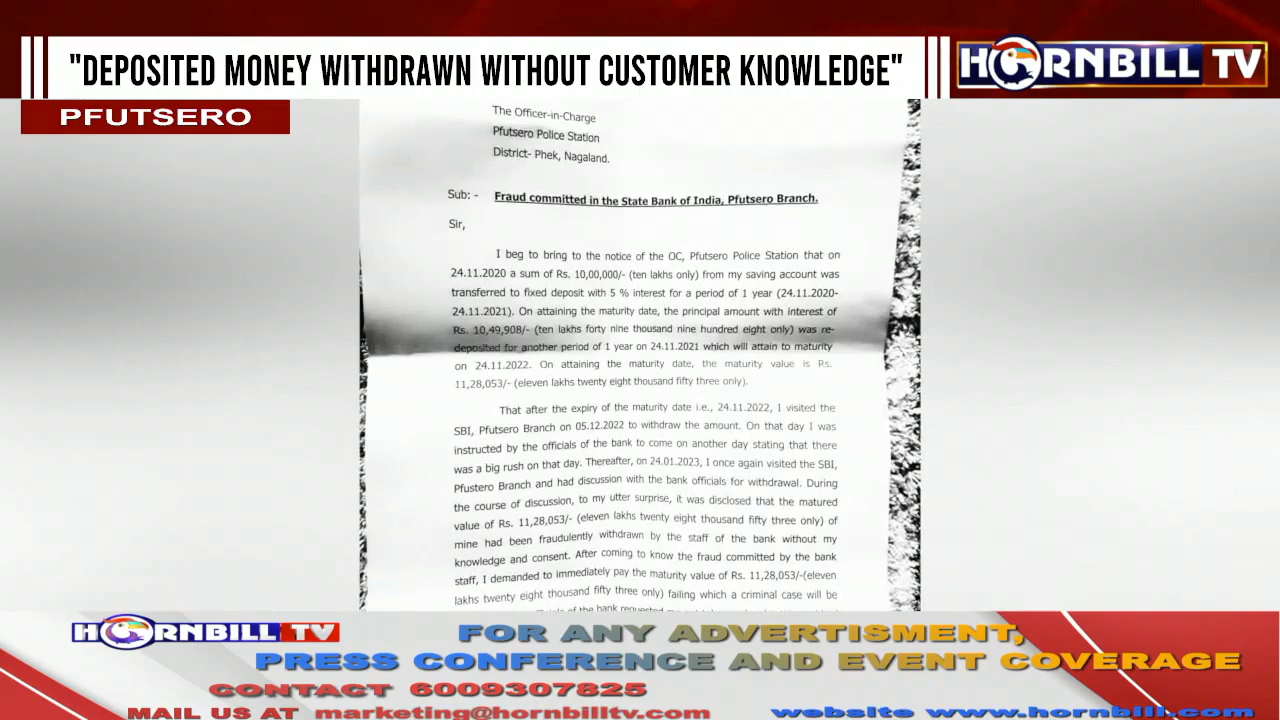 "DEPOSITED MONEY WITHDRAWN WITHOUT CUSTOMER KNOWLEDGE"
HORNBILL TV
PFUTSERO
The Officer-in-Charge
Pfutsero Police Station
District- Phek, Nagaland.
Sub: - Fraud committed in the State Bank of India, Pfutsero Branch.
Sir,
I beg to bring to the notice of the OC, Pfutsero Police Station that on
24.11.2020 a sum of Rs. 10,00,000/- (ten lakhs only) from my saving account was
transferred to fixed deposit with 5 % interest for a period of 1 year (24.11.2020-
24.11.2021). On attaining the maturity date, the principal amount with interest of
Rs. 10,49,908/- (ten lakhs forty nine thousand nine hundred eight only) was re-
deposited for another period of 1 year on 24.11.2021 which will attain to maturity
on 24.11.2022. On attaining the maturity date, the maturity value is Rs.
11,28,053/- (eleven lakhs twenty eight thousand fifty three only).
That after the expiry of the maturity date i.e., 24.11.2022, I visited the
SBI, Pfutsero Branch on 05.12.2022 to withdraw the amount. On that day I was
instructed by the officials of the bank to come on another day stating that there
was a big rush on that day. Thereafter, on 24.01.2023, I once again visited the SBI,
Pfustero Branch and had discussion with the bank officials for withdrawal. During
the course of discussion, to my utter surprise, it was disclosed that the matured
value of Rs. 11,28,053/- (eleven lakhs twenty eight thousand fifty three only) of
mine had been fraudulently withdrawn by the staff of the bank without my
knowledge and consent. After coming to know the fraud committed by the bank
staff, I demanded to immediately pay the maturity value of Rs. 11,28,053/-(eleven
lakhs twenty eight thousand fifty three only) failing which a criminal case will be
of the bank requested
HORNBILL TV
FOR ANY ADVERTISMENT,
PRESS CONFERENCE AND EVENT COVERAGE
CONTACT 6009307825
MAIL US AT marketing@hornbilltv.com
website www.hornbill.com